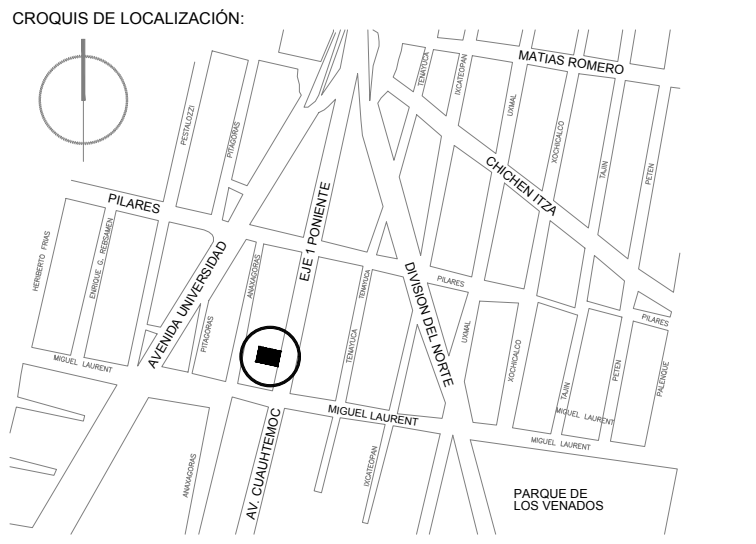 CROQUIS DE LOCALIZACIÓN:
MATIAS ROMERO
TENAYUCA
IXCATEOPAN
UXMAL
XOCHICALCO
TAJIN
PETEN
PESTALOZZI
PITAGORAS
CHICHEN ITZA
PILARES
HERIBERTO FRIAS
ENRIQUE G. REBSAMEN
AVENIDA UNIVERSIDAD
ANAXAGORAS
EJE 1 PONIENTE
TENAYUCA
DIVISION DEL NORTE
PILARES
PILARES
PITAGORAS
TENAYUCA
UXMAL
XOCHICALCO
TAJIN
PETEN
PALENQUE
MIGUEL LAURENT
MIGUEL LAURENT
MIGUEL LAURENT
MIGUEL LAURENT
ANAXAGORAS
AV. CUAUHTEMOC
IXCATEOPAN
PARQUE DE
LOS VENADOS